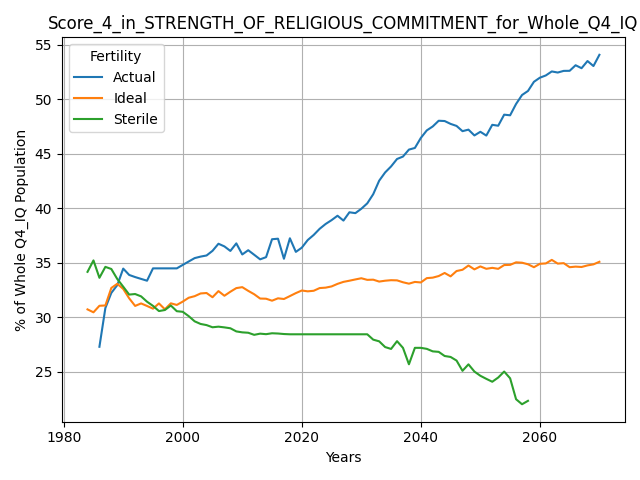 Score_4_in_STRENGTH_OF_RELIGIOUS_COMMITMENT_for_Whole_Q4_IQ
Fertility
Actual
Ideal
Sterile
% of Whole Q4_IQ Population
55
50
45
40
35
30
25
1980
2000
2020
2040
2060
Years